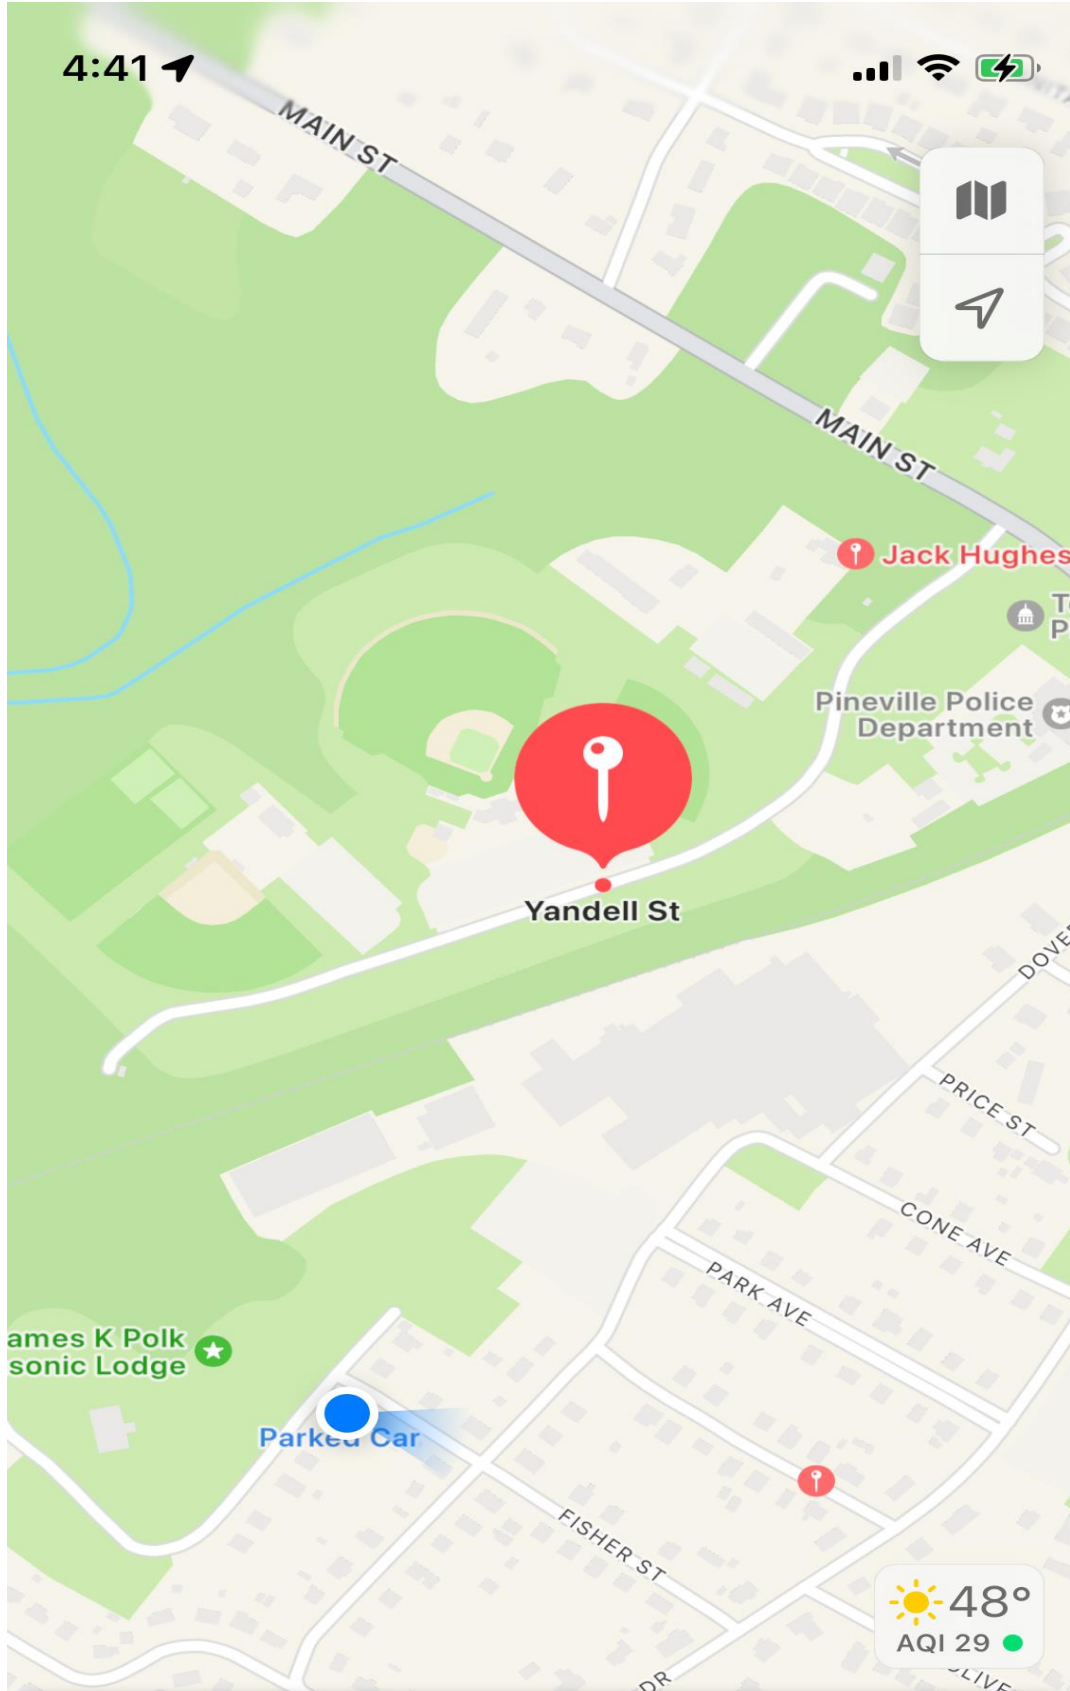 4:41
MAIN ST
MAIN ST
Jack Hughes
Pineville Police
Department
Yandell St
PRICE ST
CONE AVE
PARK AVE
ames K Polk
sonic Lodge
Parked Car
FISHER ST
48°
AQI 29
DR